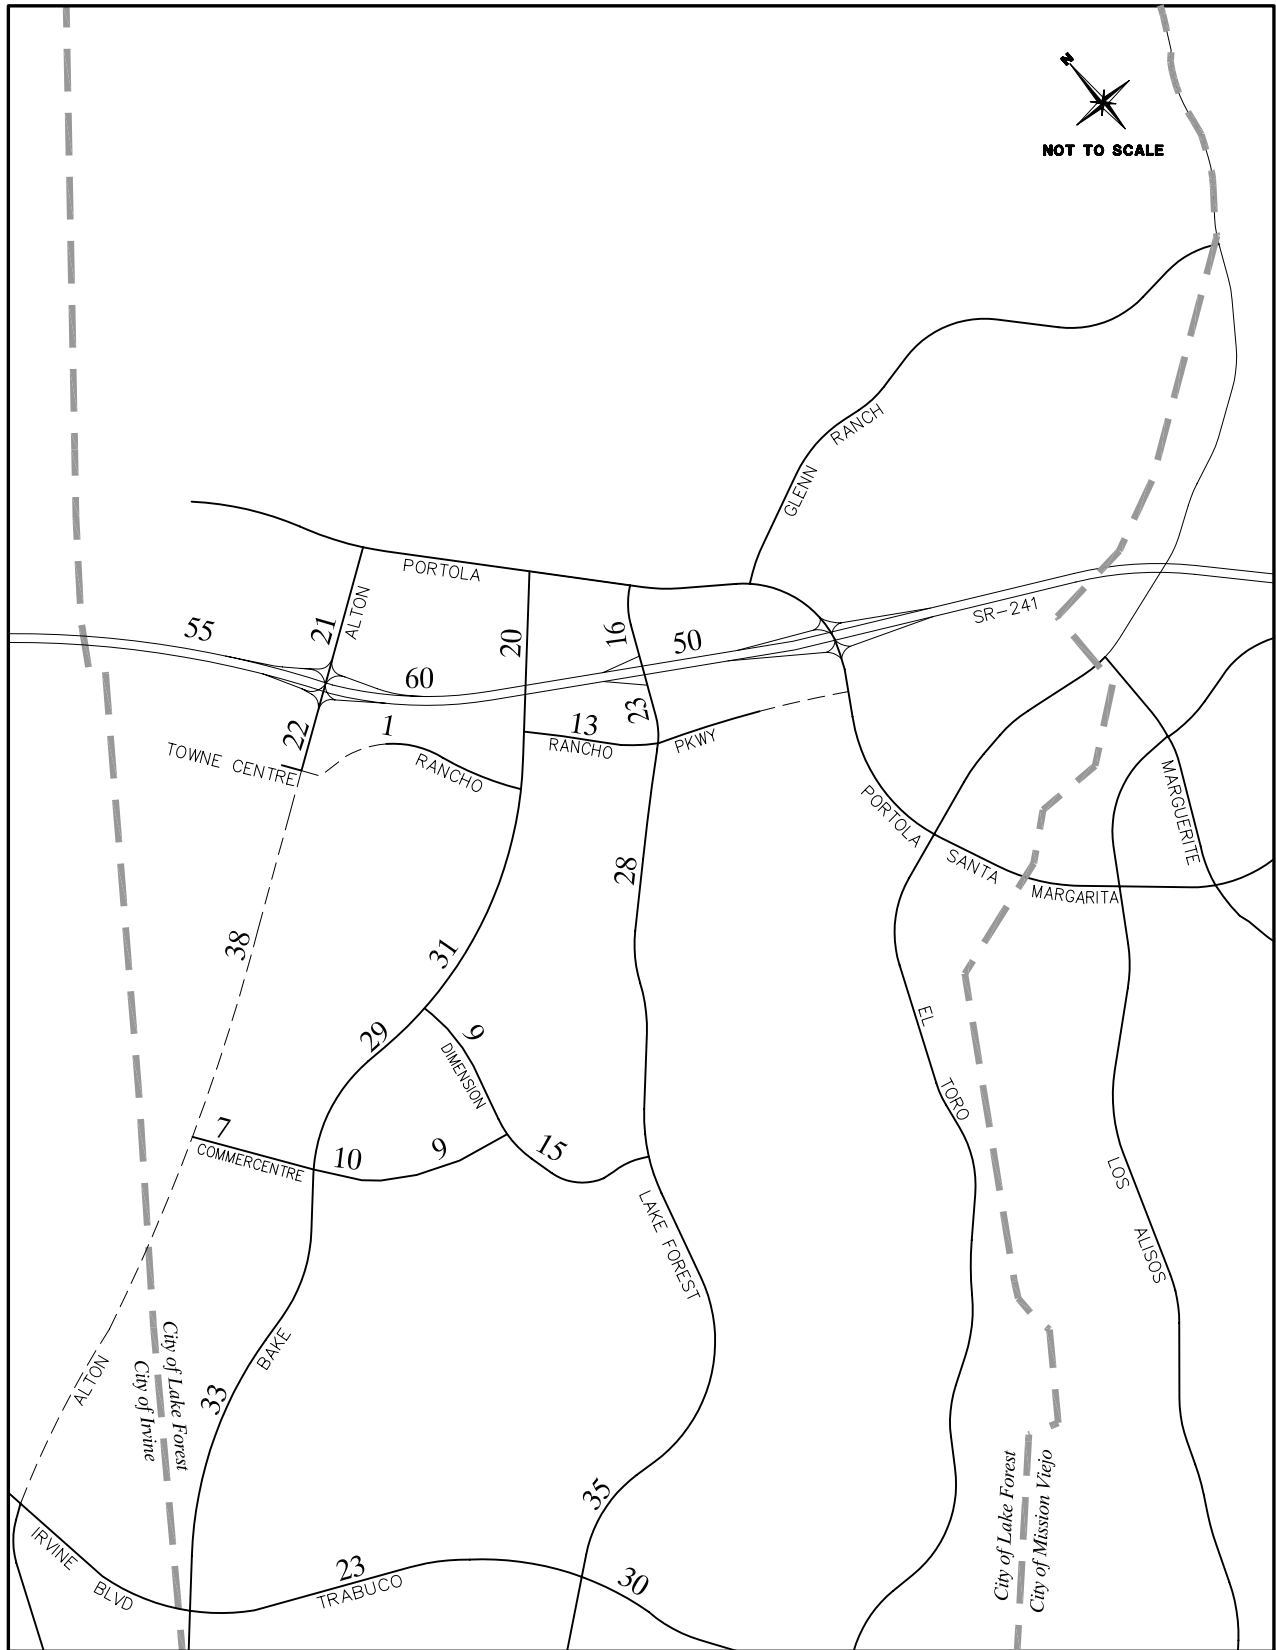 N
NOT TO SCALE
GLENN
RANCH
PORTOLA
ALTON
21
55
60
20
16
50
SR-241
22
1
13
23
RANCHO
PKWY
TOWNE CENTRE
RANCHO
PORTOLA
SANTA
MARGARITA
MARGUERITE
28
38
31
29
9
DIMENSION
EL
TORO
7
COMMERCENTRE
10
9
15
LAKE FOREST
LOS
ALISOS
ALTON
City of Lake Forest
City of Irvine
BAKE
33
35
City of Lake Forest
City of Mission Viejo
IRVINE
BLVD
23
TRABUCO
30